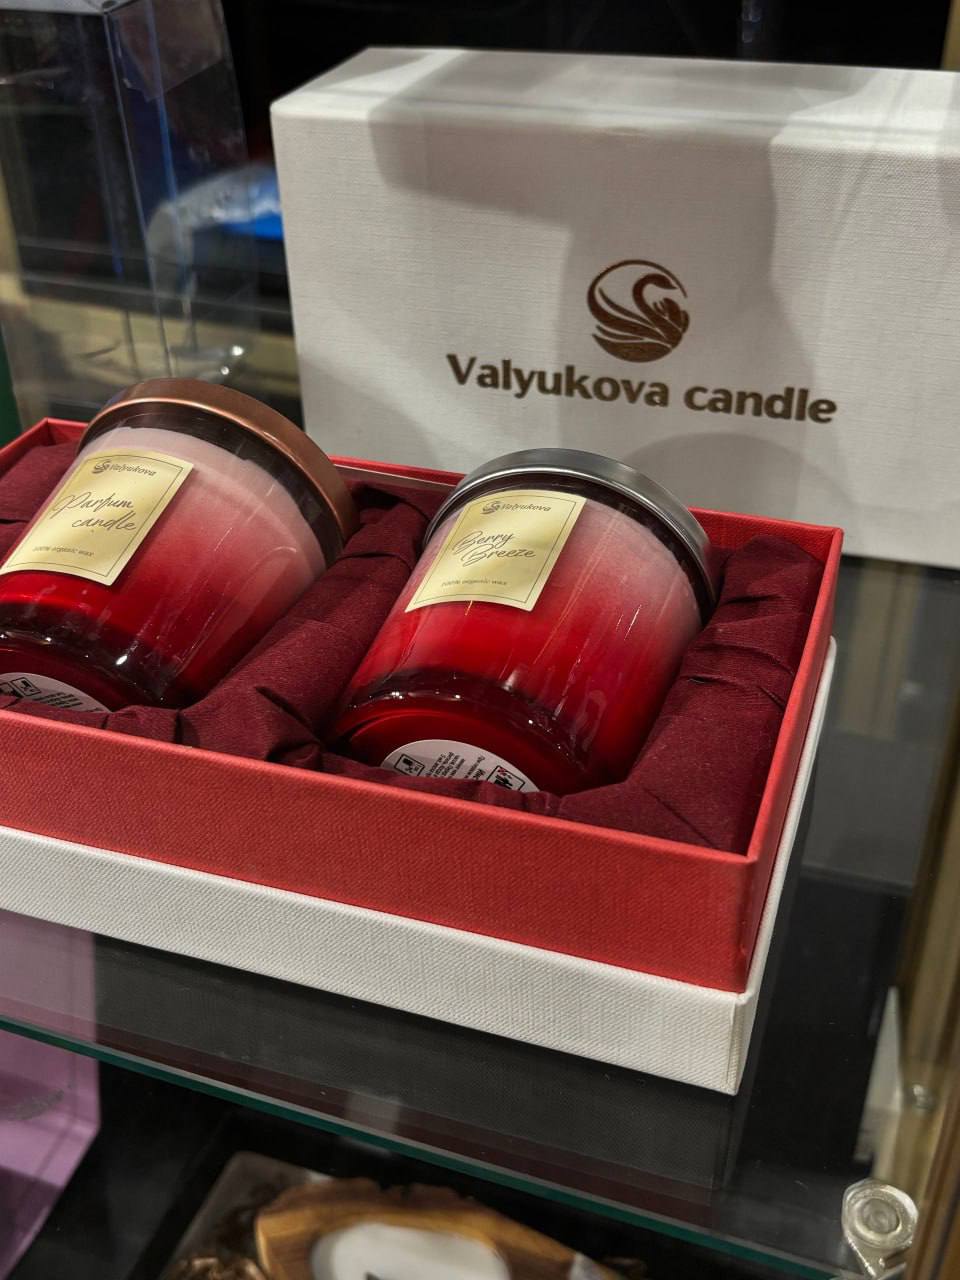 Valyukova candle
Valyukova
Parfum
candle
100% organic wax
Valyukova
Berry
Breeze
100% organic wax